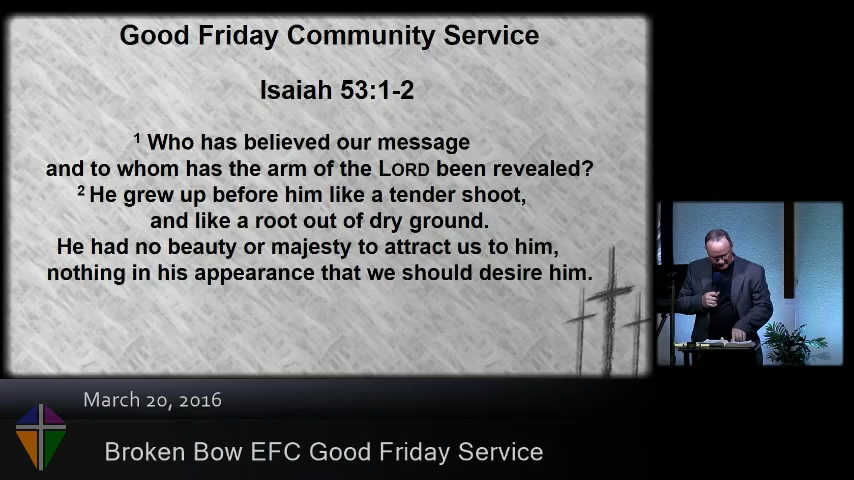 Good Friday Community Service
Isaiah 53:1-2
1 Who has believed our message
and to whom has the arm of the LORD been revealed?
2 He grew up before him like a tender shoot,
and like a root out of dry ground.
He had no beauty or majesty to attract us to him,
nothing in his appearance that we should desire him.
March 20, 2016
Broken Bow EFC Good Friday Service